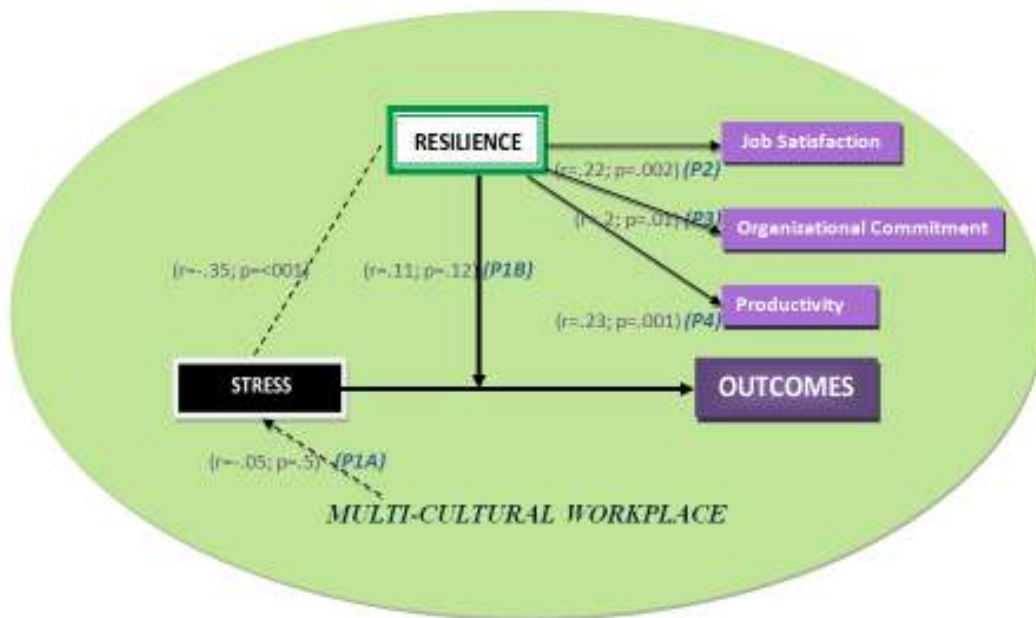 RESILIENCE
Job Satisfaction
(r=.22; p=.002) (P2)
(r=.2; p=.01) (P3)
Organizational Commitment
(r=-.35; p=<001)
(r=.11; p=.12) (P1B)
Productivity
(r=.23; p=.001) (P4)
STRESS
OUTCOMES
(r=-.05; p=.5) (P1A)
MULTI-CULTURAL WORKPLACE